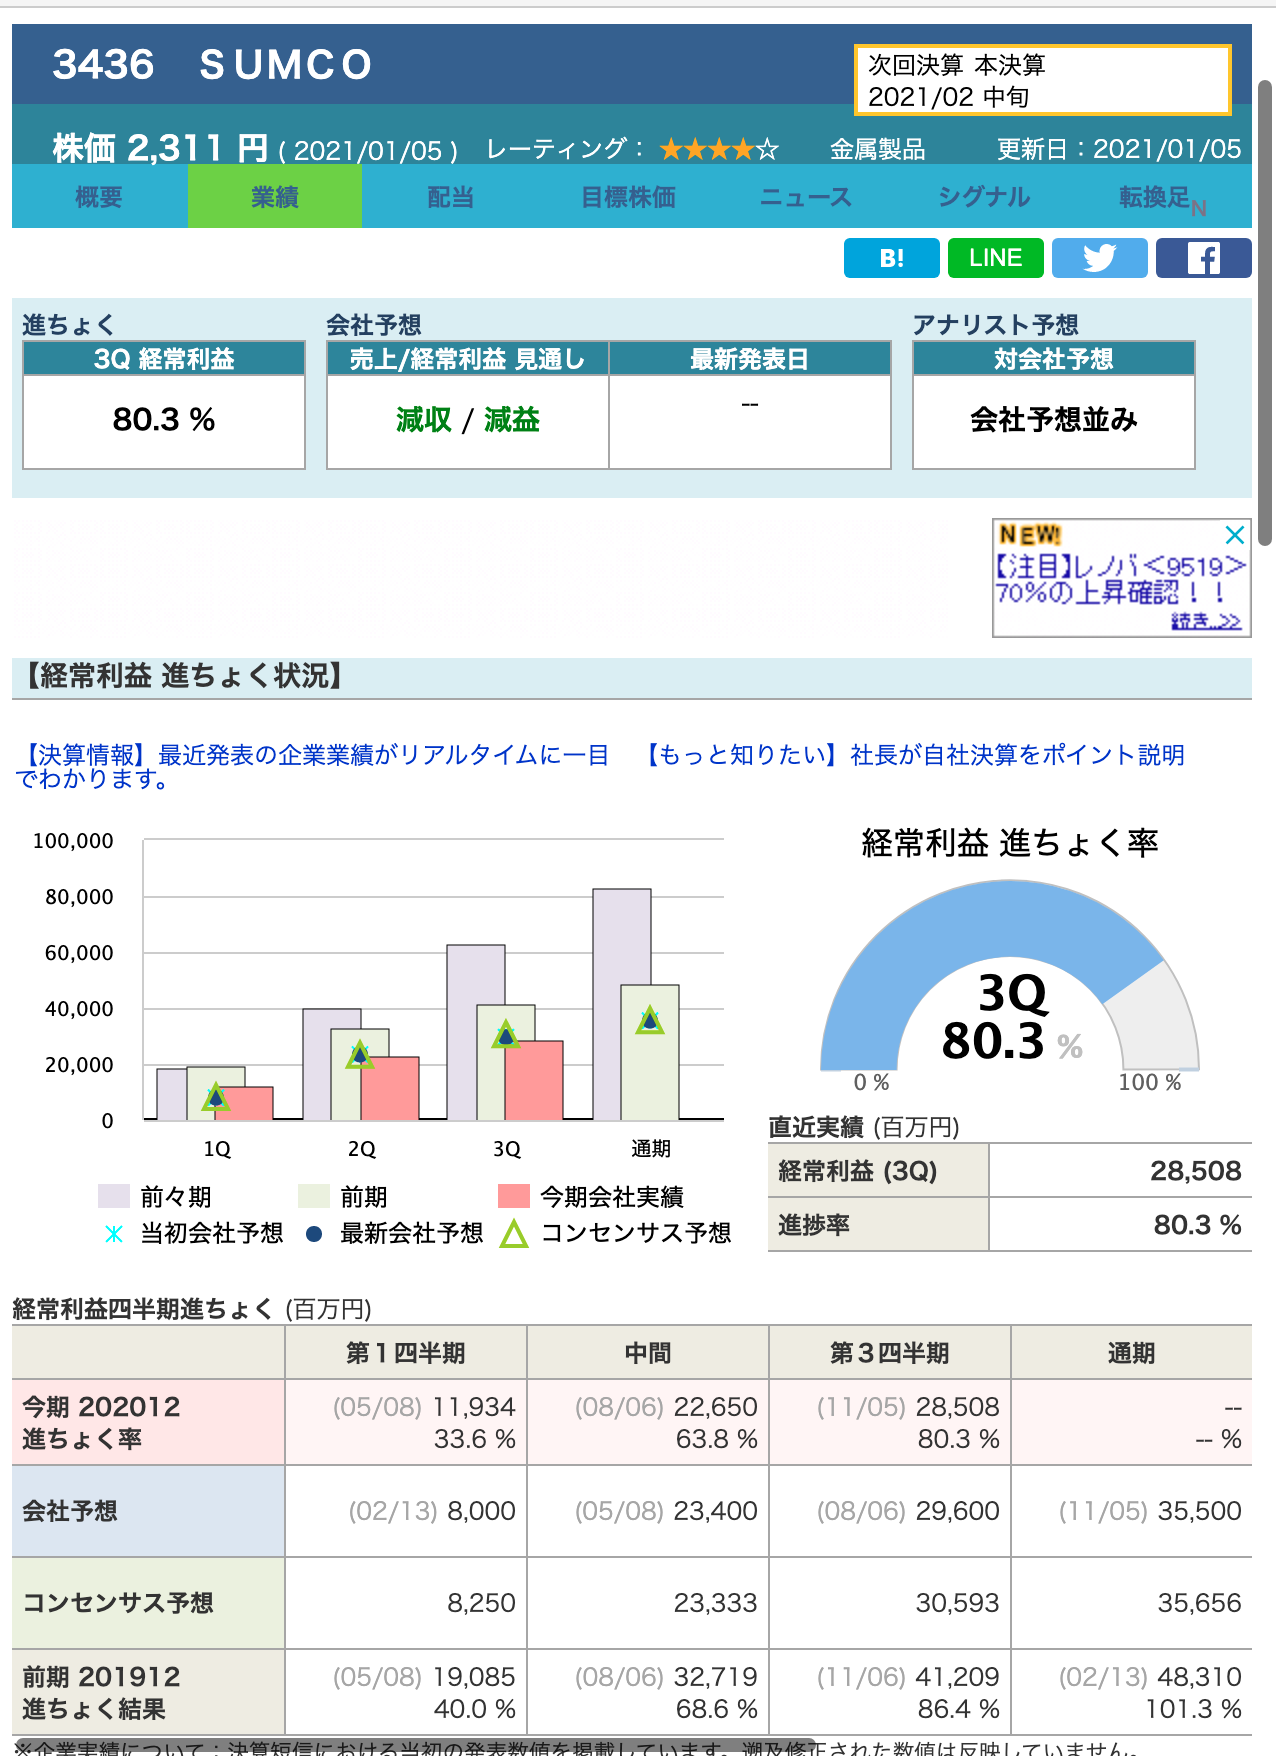 3436　SUMCO
次回決算 本決算
2021/02 中旬
株価 2,311 円 ( 2021/01/05 ) レーティング： ★★★★☆ 金属製品 更新日：2021/01/05
概要 業績 配当 目標株価 ニュース シグナル 転換足N
B! LINE
進ちょく 会社予想 アナリスト予想
3Q 経常利益 売上/経常利益 見通し 最新発表日 対会社予想
80.3 % 減収 / 減益 -- 会社予想並み
NEW!
【注目】レノバ<9519>
70%の上昇確認！！
続き..>>
【経常利益 進ちょく状況】
【決算情報】最近発表の企業業績がリアルタイムに一目でわかります。
【もっと知りたい】社長が自社決算をポイント説明
100,000
80,000
60,000
40,000
20,000
0
1Q 2Q 3Q 通期
前々期 前期 今期会社実績
当初会社予想 最新会社予想 コンセンサス予想
経常利益 進ちょく率
3Q
80.3 %
0 % 100 %
直近実績 (百万円)
経常利益 (3Q) 28,508
進捗率 80.3 %
経常利益四半期進ちょく (百万円)
第１四半期 中間 第３四半期 通期
今期 202012 (05/08) 11,934 (08/06) 22,650 (11/05) 28,508 --
進ちょく率 33.6 % 63.8 % 80.3 % -- %
会社予想 (02/13) 8,000 (05/08) 23,400 (08/06) 29,600 (11/05) 35,500
コンセンサス予想 8,250 23,333 30,593 35,656
前期 201912 (05/08) 19,085 (08/06) 32,719 (11/06) 41,209 (02/13) 48,310
進ちょく結果 40.0 % 68.6 % 86.4 % 101.3 %
※企業実績について：決算短信における当初の発表数値を掲載しています。遡及修正された数値は反映していません。